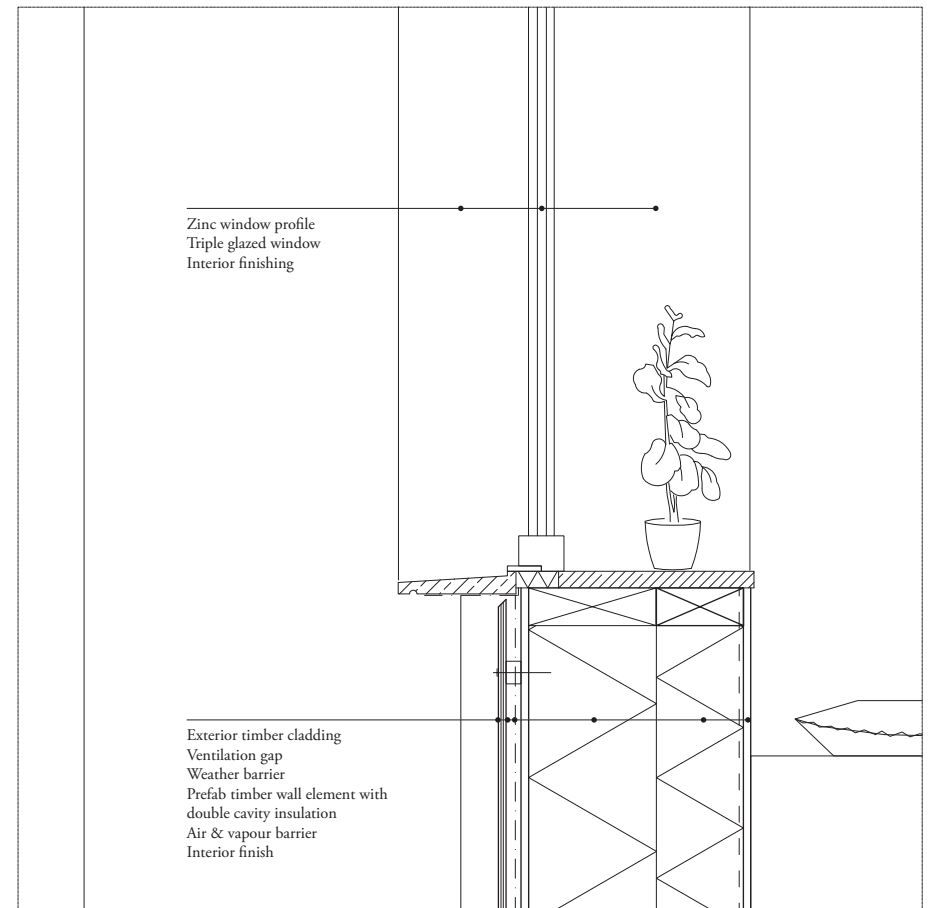 Zinc window profile
Triple glazed window
Interior finishing
Exterior timber cladding
Ventilation gap
Weather barrier
Prefab timber wall element with
double cavity insulation
Air & vapour barrier
Interior finish